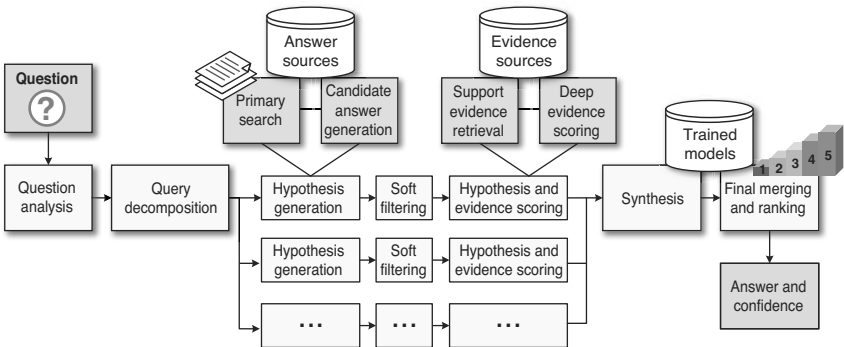 Question
?
Answer
sources
Primary
search
Candidate
answer
generation
Evidence
sources
Support
evidence
retrieval
Deep
evidence
scoring
Trained
models
1 2 3 4 5
Question
analysis
Query
decomposition
Hypothesis
generation
Soft
filtering
Hypothesis and
evidence scoring
Synthesis
Final merging
and ranking
Hypothesis
generation
Soft
filtering
Hypothesis and
evidence scoring
Answer and
confidence
...
...
...